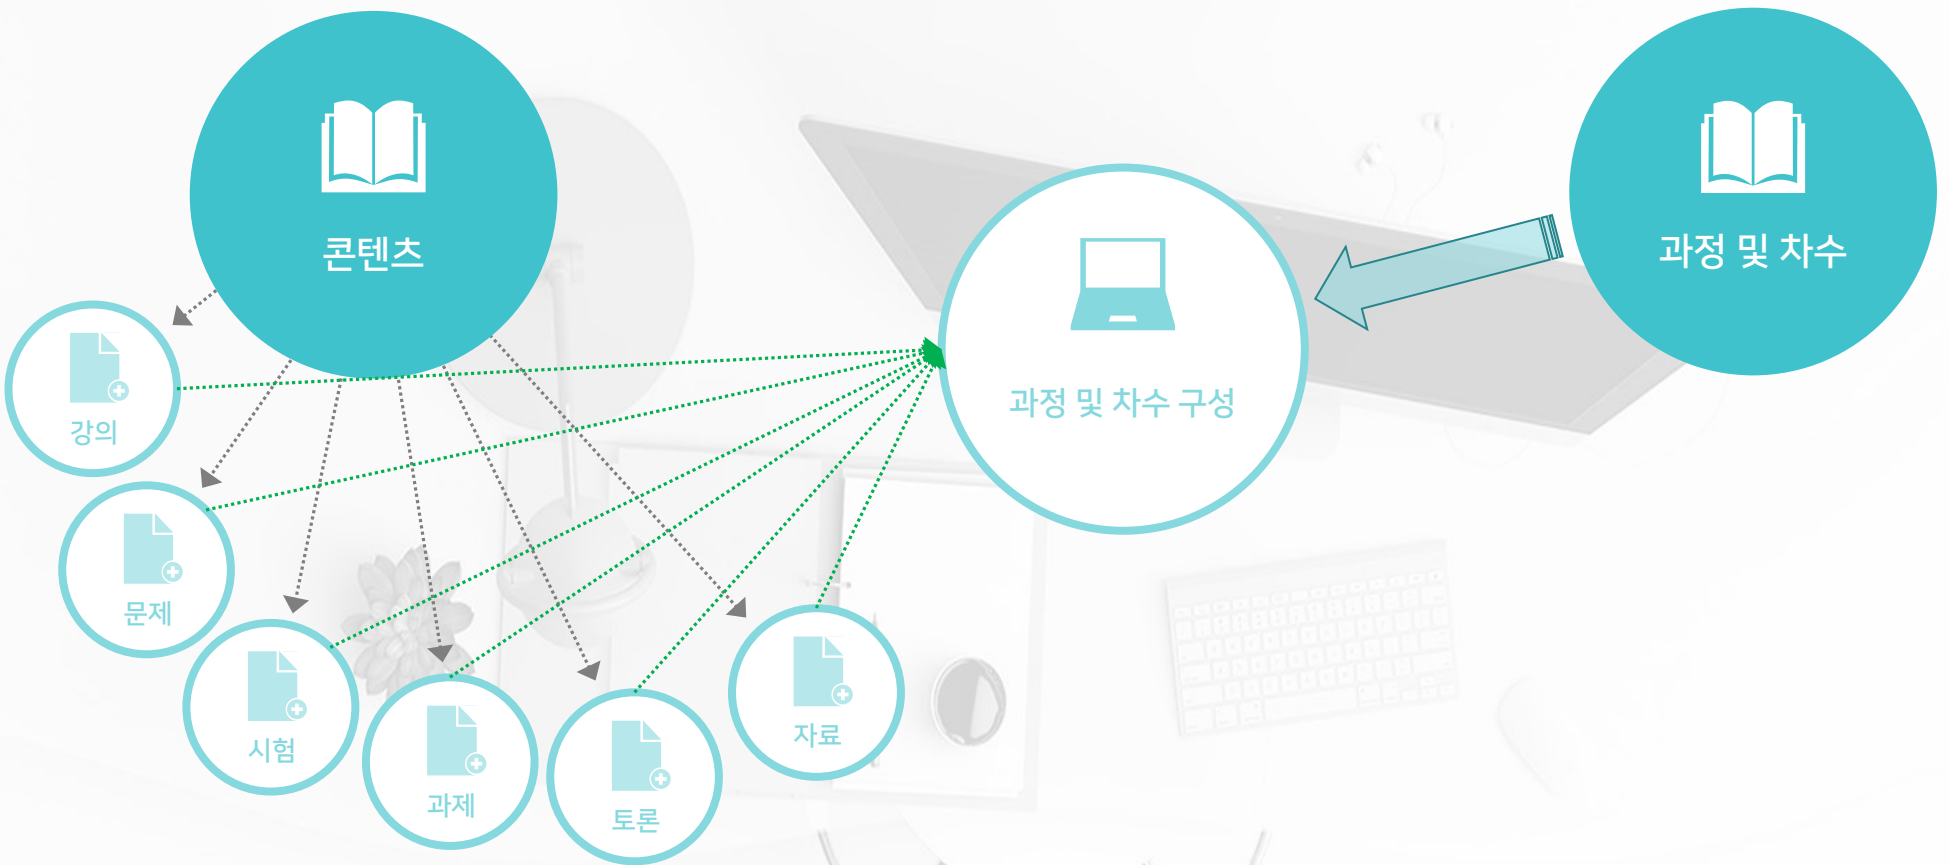 콘텐츠
과정 및 차수
과정 및 차수 구성
강의
문제
시험
과제
토론
자료